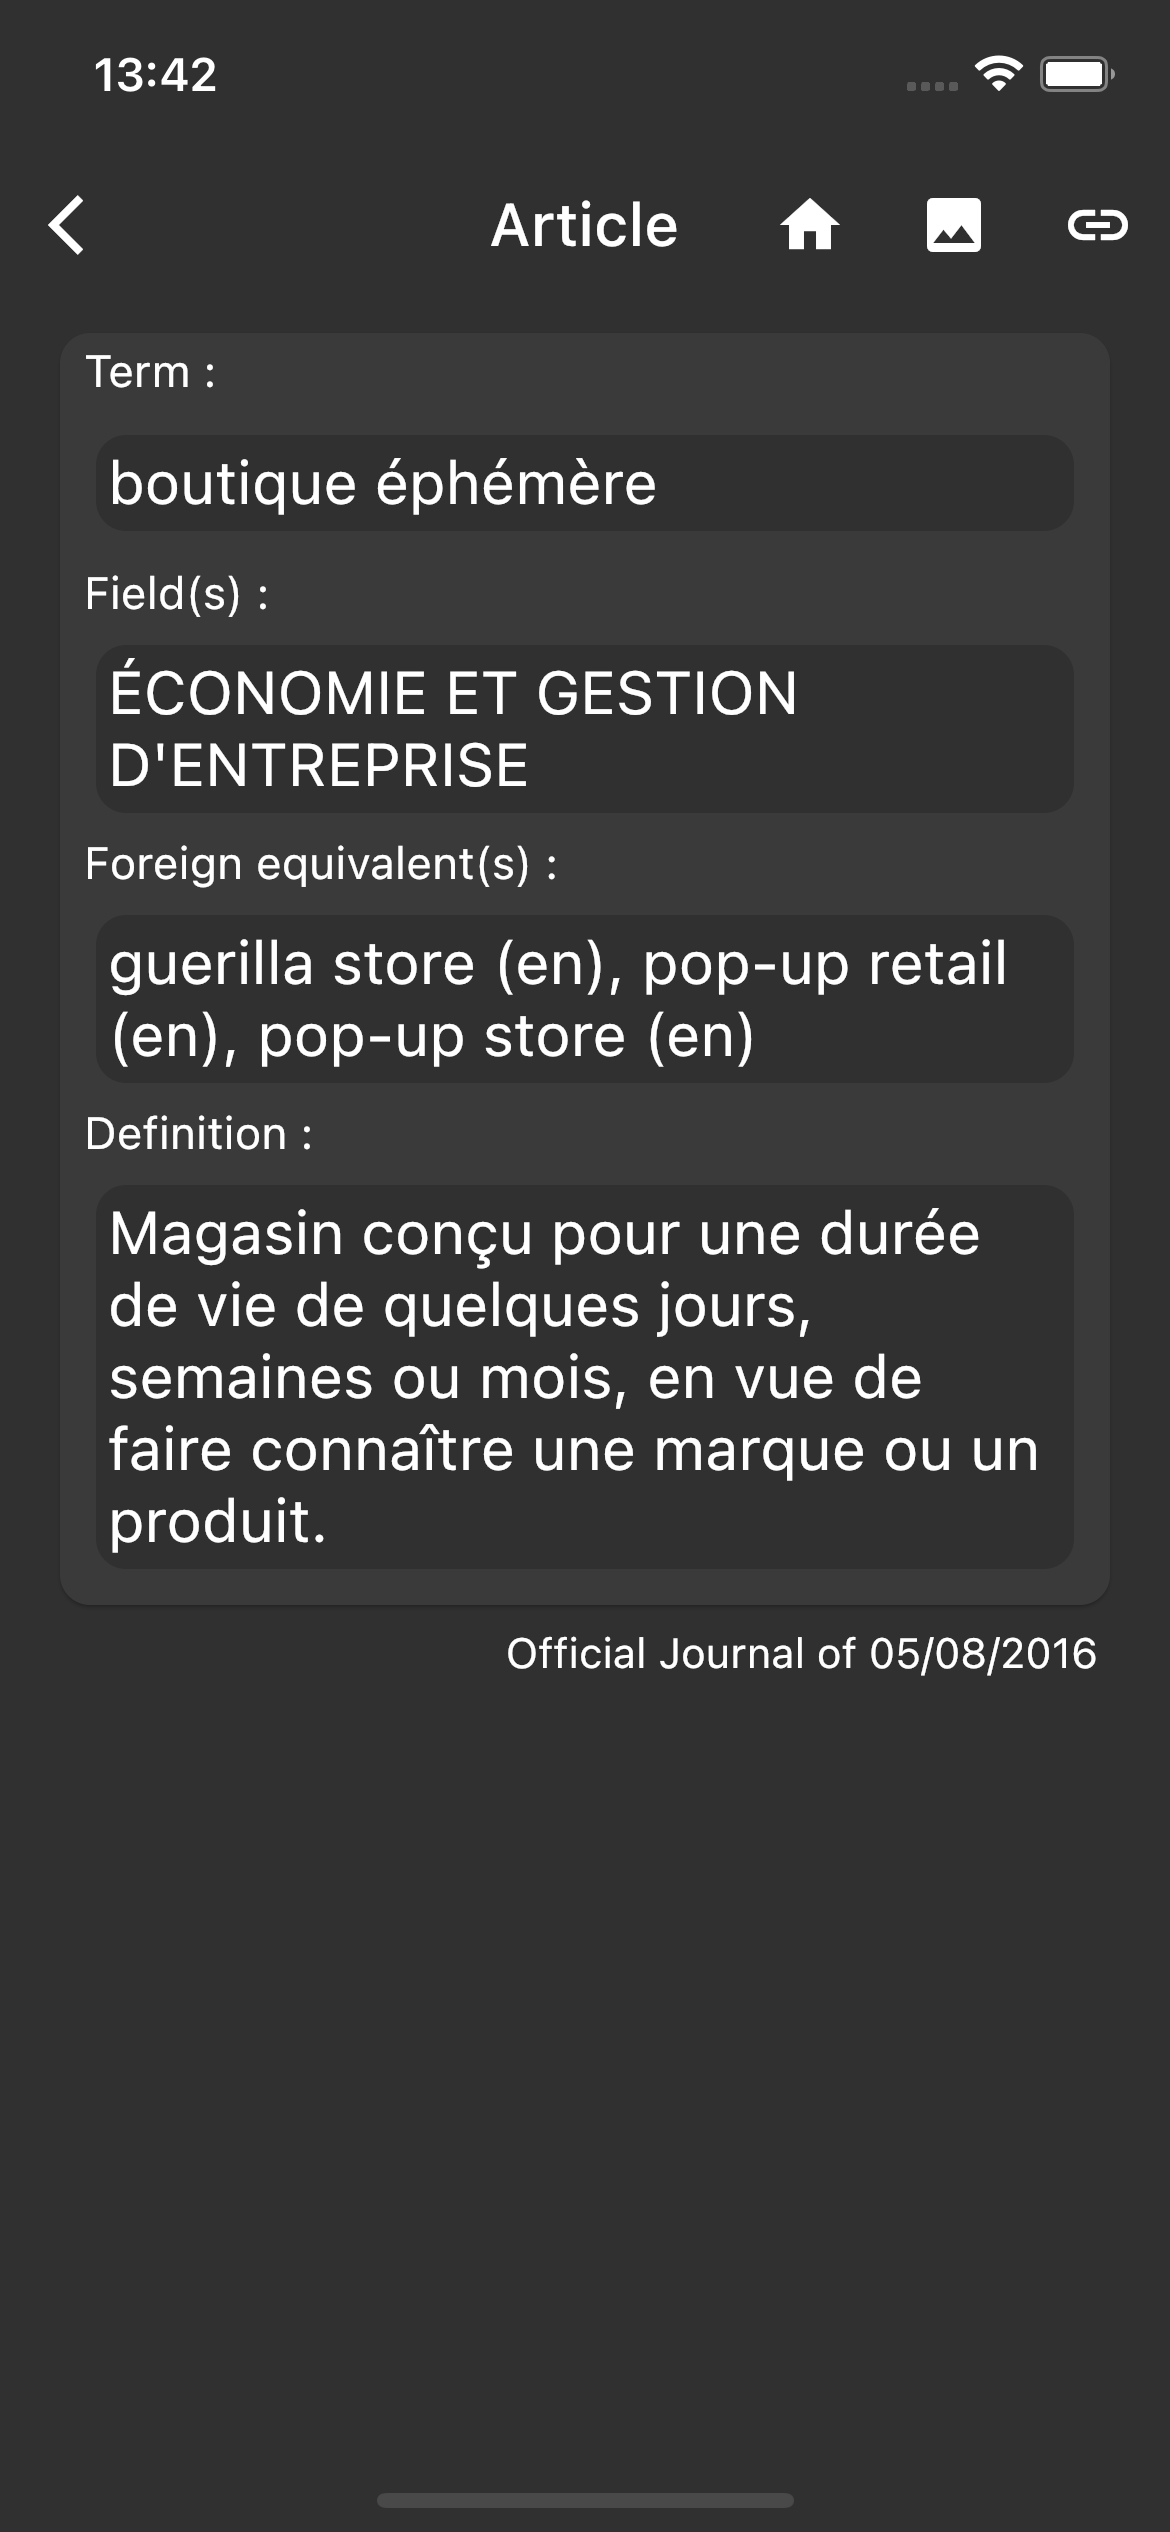 13:42
Article
Term :
boutique éphémère
Field(s) :
ÉCONOMIE ET GESTION
D'ENTREPRISE
Foreign equivalent(s) :
guerilla store (en), pop-up retail
(en), pop-up store (en)
Definition :
Magasin conçu pour une durée
de vie de quelques jours,
semaines ou mois, en vue de
faire connaître une marque ou un
produit.
Official Journal of 05/08/2016